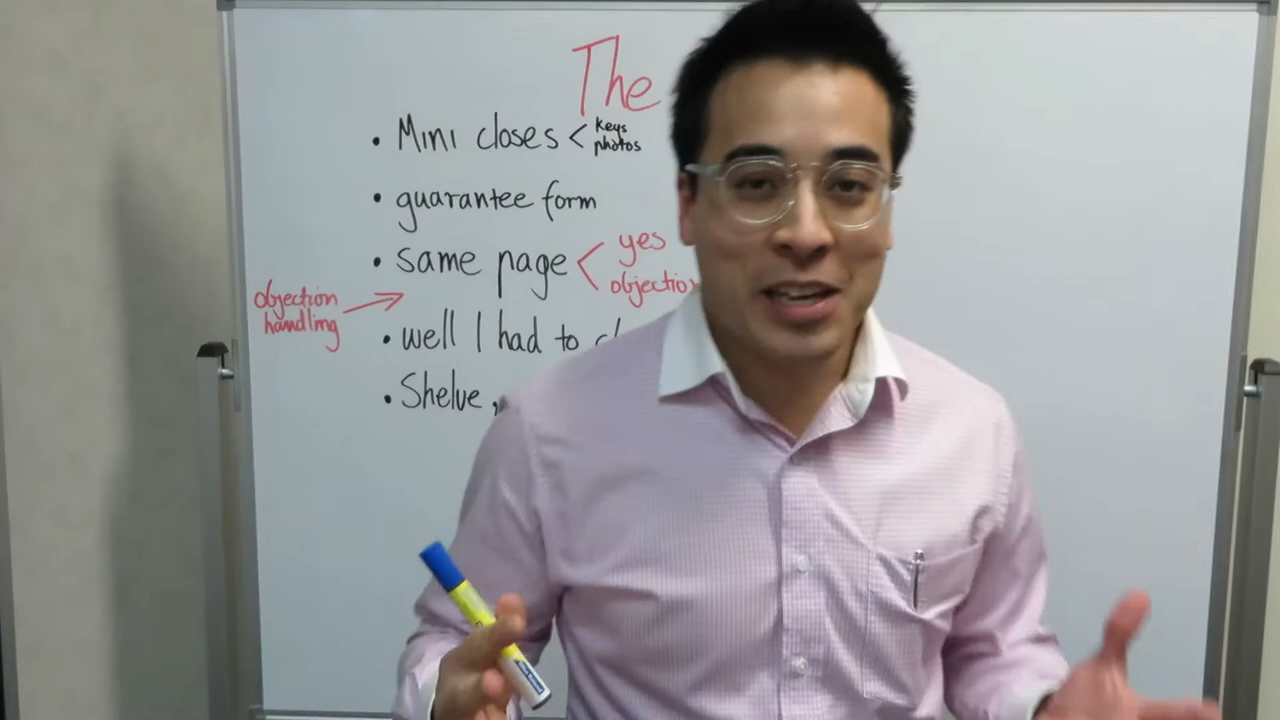 The
• Mini closes < keys
photos
• guarantee form
• same page < yes
objection
objection
handling
• well I had to
• Shelve,